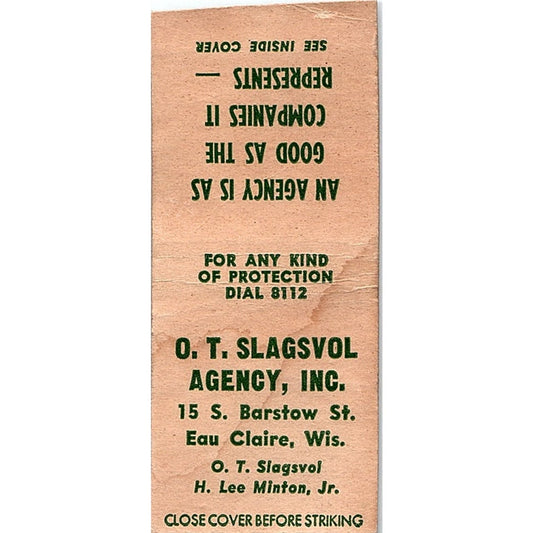 AN AGENCY IS AS
GOOD AS THE
COMPANIES IT
REPRESENTS —
SEE INSIDE COVER
FOR ANY KIND
OF PROTECTION
DIAL 8112
O. T. SLAGSVOL
AGENCY, INC.
15 S. Barstow St.
Eau Claire, Wis.
O. T. Slagsvol
H. Lee Minton, Jr.
CLOSE COVER BEFORE STRIKING